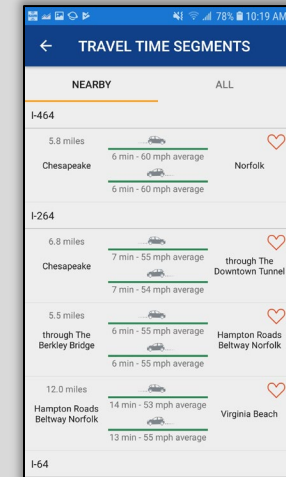 78% 10:19 AM
TRAVEL TIME SEGMENTS
NEARBY ALL
I-464
5.8 miles
6 min - 60 mph average
Chesapeake Norfolk
6 min - 60 mph average
I-264
6.8 miles
7 min - 55 mph average
Chesapeake
through The
Downtown Tunnel
7 min - 54 mph average
5.5 miles
6 min - 55 mph average
through The
Berkley Bridge
Hampton Roads
Beltway Norfolk
6 min - 55 mph average
12.0 miles
14 min - 53 mph average
Hampton Roads
Beltway Norfolk
Virginia Beach
13 min - 55 mph average
I-64